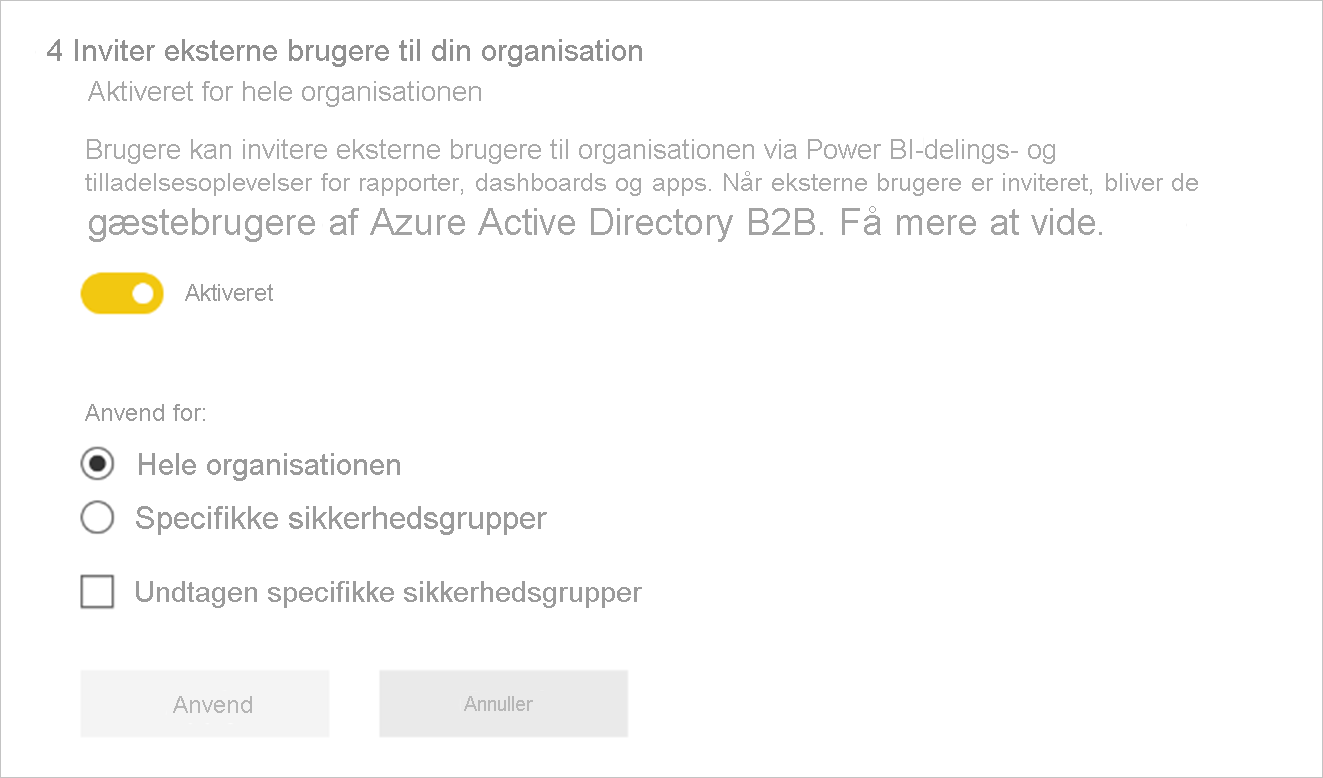 4 Inviter eksterne brugere til din organisation
Aktiveret for hele organisationen
Brugere kan invitere eksterne brugere til organisationen via Power BI-delings- og
tilladelsesoplevelser for rapporter, dashboards og apps. Når eksterne brugere er inviteret, bliver de
gæstebrugere af Azure Active Directory B2B. Få mere at vide.
Aktiveret
Anvend for:
Hele organisationen
Specifikke sikkerhedsgrupper
Undtagen specifikke sikkerhedsgrupper
Anvend Annuller